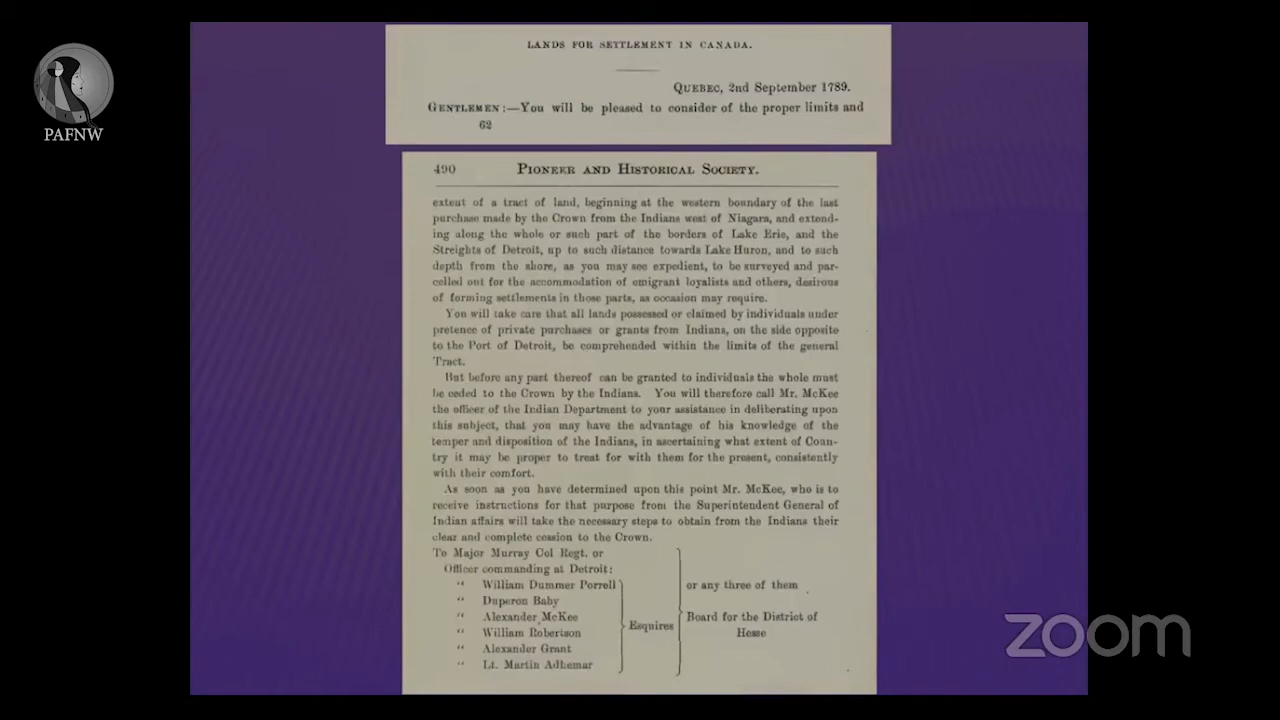 PAFNW
LANDS FOR SETTLEMENT IN CANADA.
QUEBEC, 2nd September 1789.
GENTLEMEN:—You will be pleased to consider of the proper limits and
62
490 PIONEER AND HISTORICAL SOCIETY.
extent of a tract of land, beginning at the western boundary of the last
purchase made by the Crown from the Indians west of Niagara, and extend-
ing along the whole or such part of the borders of Lake Erie, and the
Streights of Detroit, up to such distance towards Lake Huron, and to such
depth from the shore, as you may see expedient, to be surveyed and par-
celled out for the accommodation of emigrant loyalists and others, desirous
of forming settlements in those parts, as occasion may require.
You will take care that all lands possessed or claimed by individuals under
pretence of private purchases or grants from Indians, on the side opposite
to the Port of Detroit, be comprehended within the limits of the general
Tract.
But before any part thereof can be granted to individuals the whole must
be ceded to the Crown by the Indians. You will therefore call Mr. McKee
the officer of the Indian Department to your assistance in deliberating upon
this subject, that you may have the advantage of his knowledge of the
temper and disposition of the Indians, in ascertaining what extent of Coun-
try it may be proper to treat for with them for the present, consistently
with their comfort.
As soon as you have determined upon this point Mr. McKee, who is to
receive instructions for that purpose from the Superintendent General of
Indian affairs will take the necessary steps to obtain from the Indians their
clear and complete cession to the Crown.
To Major Murray Col Regt. or
Officer commanding at Detroit:
“ William Dummer Porrell
“ Duperon Baby
“ Alexander McKee
“ William Robertson
“ Alexander Grant
“ Lt. Martin Adhemar
Esquires
or any three of them
Board for the District of
Hesse
zoom